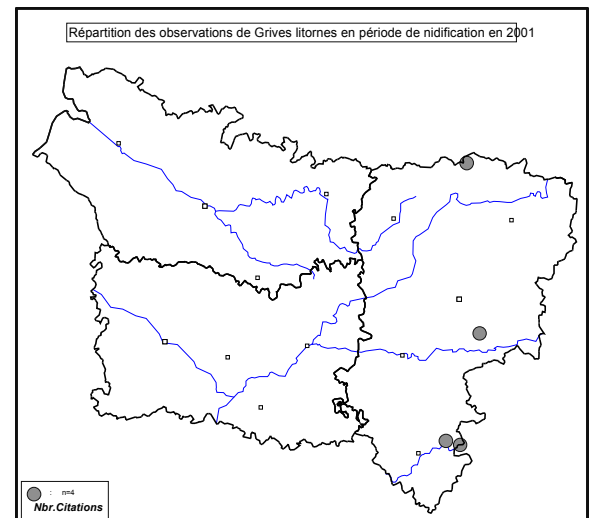 Répartition des observations de Grives litornes en période de nidification en 2001
: n=4
Nbr.Citations